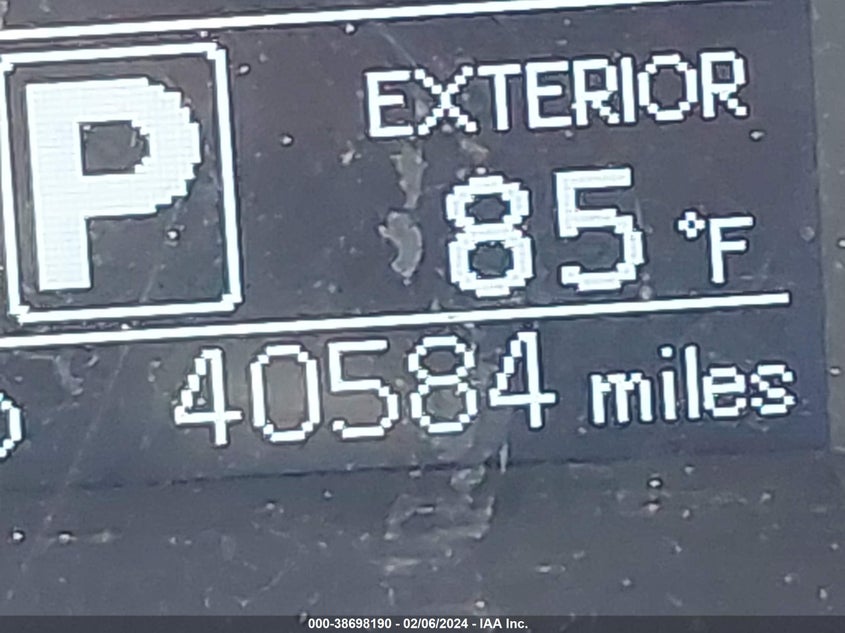 P
EXTERIOR
85 °F
40584 miles
000-38698190 - 02/06/2024 - IAA Inc.